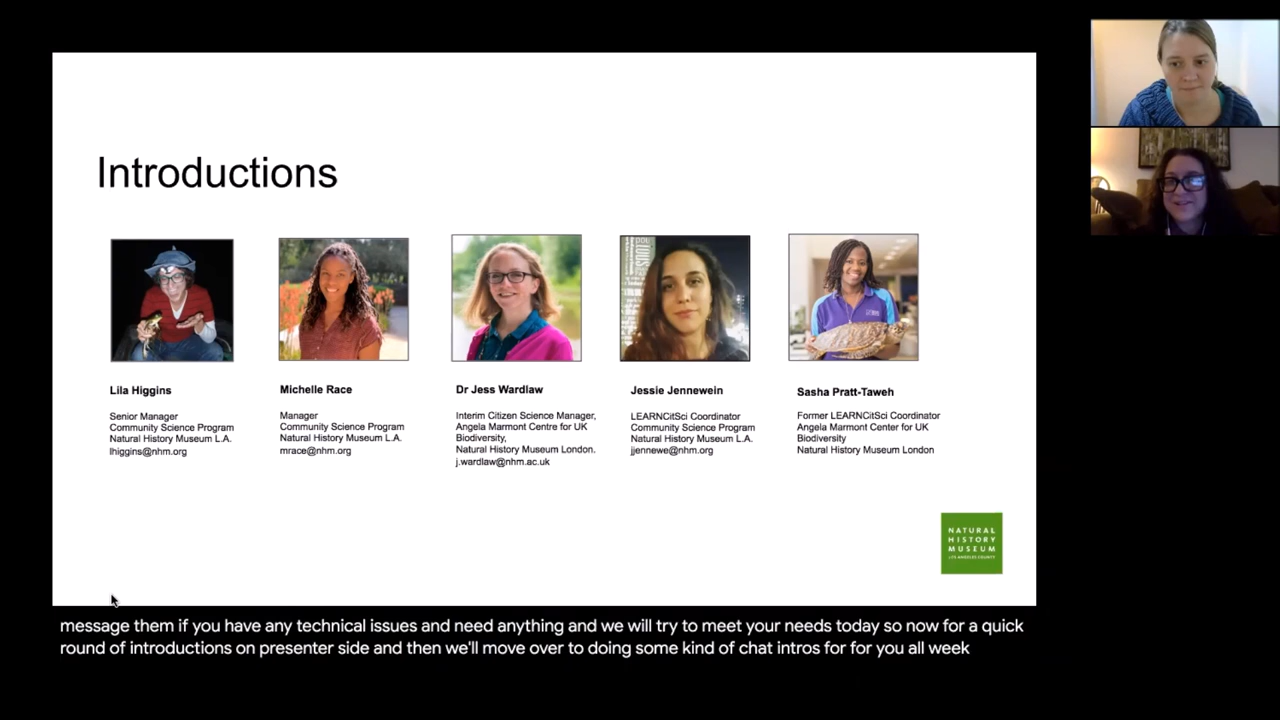 Introductions
Lila Higgins
Senior Manager
Community Science Program
Natural History Museum L.A.
lhiggins@nhm.org
Michelle Race
Manager
Community Science Program
Natural History Museum L.A.
mrace@nhm.org
Dr Jess Wardlaw
Interim Citizen Science Manager,
Angela Marmont Centre for UK
Biodiversity,
Natural History Museum London.
j.wardlaw@nhm.ac.uk
Jessie Jennewein
LEARNCitSci Coordinator
Community Science Program
Natural History Museum L.A.
jjennewe@nhm.org
Sasha Pratt-Taweh
Former LEARNCitSci Coordinator
Angela Marmont Center for UK
Biodiversity
Natural History Museum London
NATURAL
HISTORY
MUSEUM
LOS ANGELES COUNTY
message them if you have any technical issues and need anything and we will try to meet your needs today so now for a quick
round of introductions on presenter side and then we'll move over to doing some kind of chat intros for for you all week